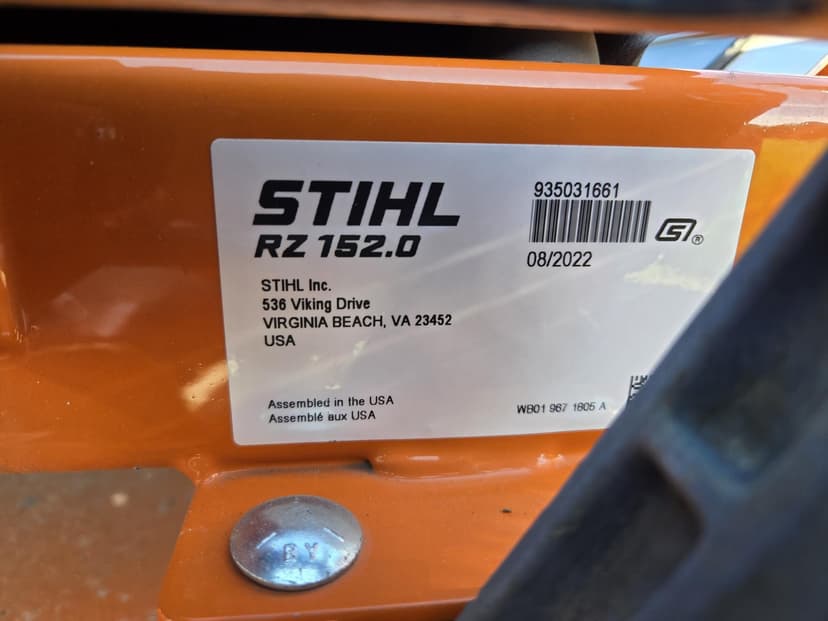 STIHL
RZ 152.0
STIHL Inc.
536 Viking Drive
VIRGINIA BEACH, VA 23452
USA
Assembled in the USA
Assemblé aux USA
935031661
08/2022
WB01 967 1805 A
BY